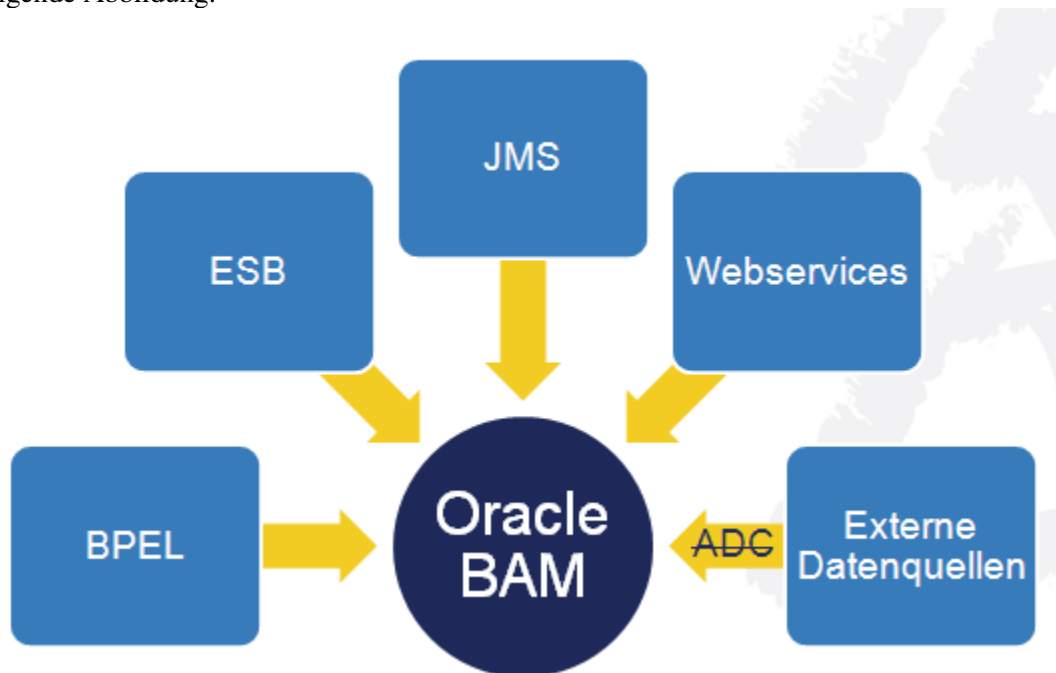 JMS
ESB
Webservices
BPEL
Oracle
BAM
ADC
Externe
Datenquellen